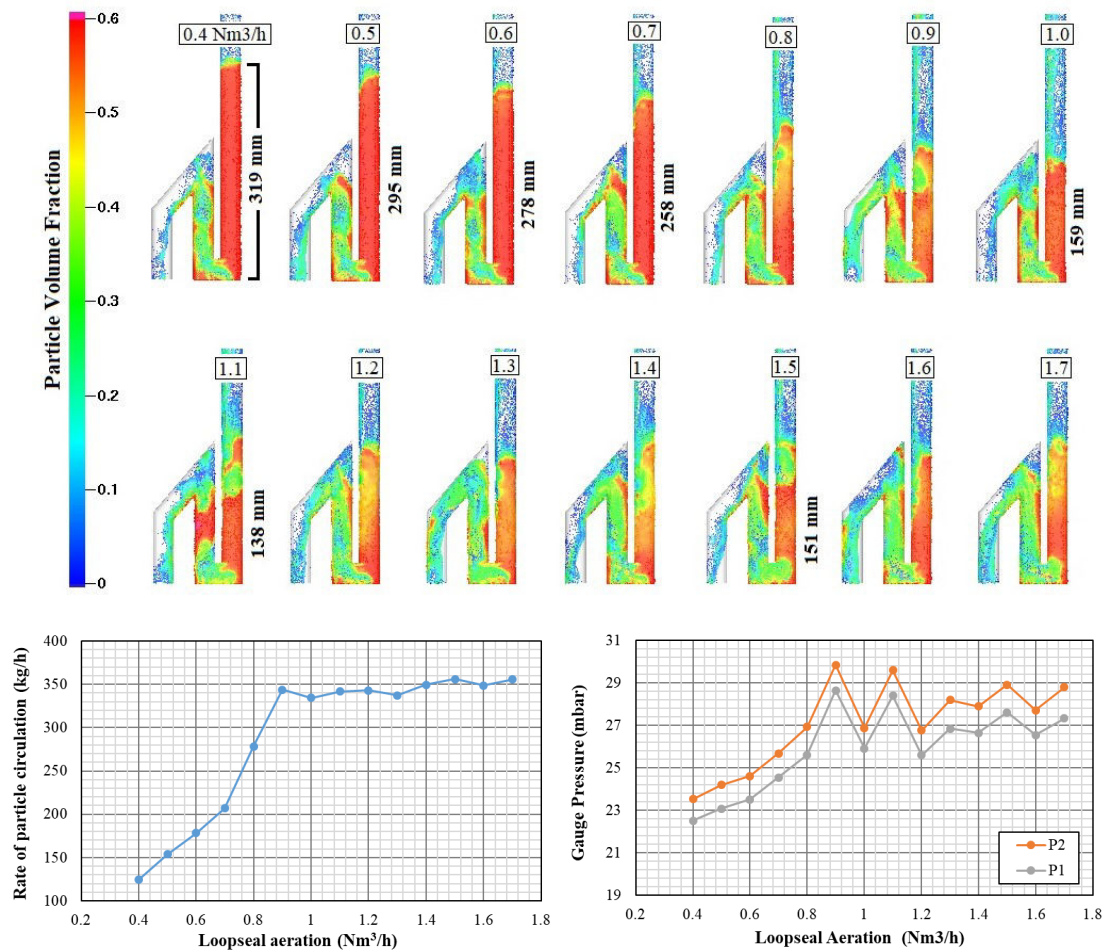 0.6
0.5
0.4
0.3
0.2
0.1
0
Particle Volume Fraction
0.4 Nm3/h
0.5
0.6
0.7
0.8
0.9
1.0
319 mm
295 mm
278 mm
258 mm
159 mm
1.1
1.2
1.3
1.4
1.5
1.6
1.7
138 mm
151 mm
400
350
300
250
200
150
100
Rate of particle circulation (kg/h)
0.2 0.4 0.6 0.8 1 1.2 1.4 1.6 1.8
Loopseal aeration (Nm³/h)
31
29
27
25
23
21
19
Gauge Pressure (mbar)
P2
P1
0.2 0.4 0.6 0.8 1 1.2 1.4 1.6 1.8
Loopseal Aeration (Nm3/h)